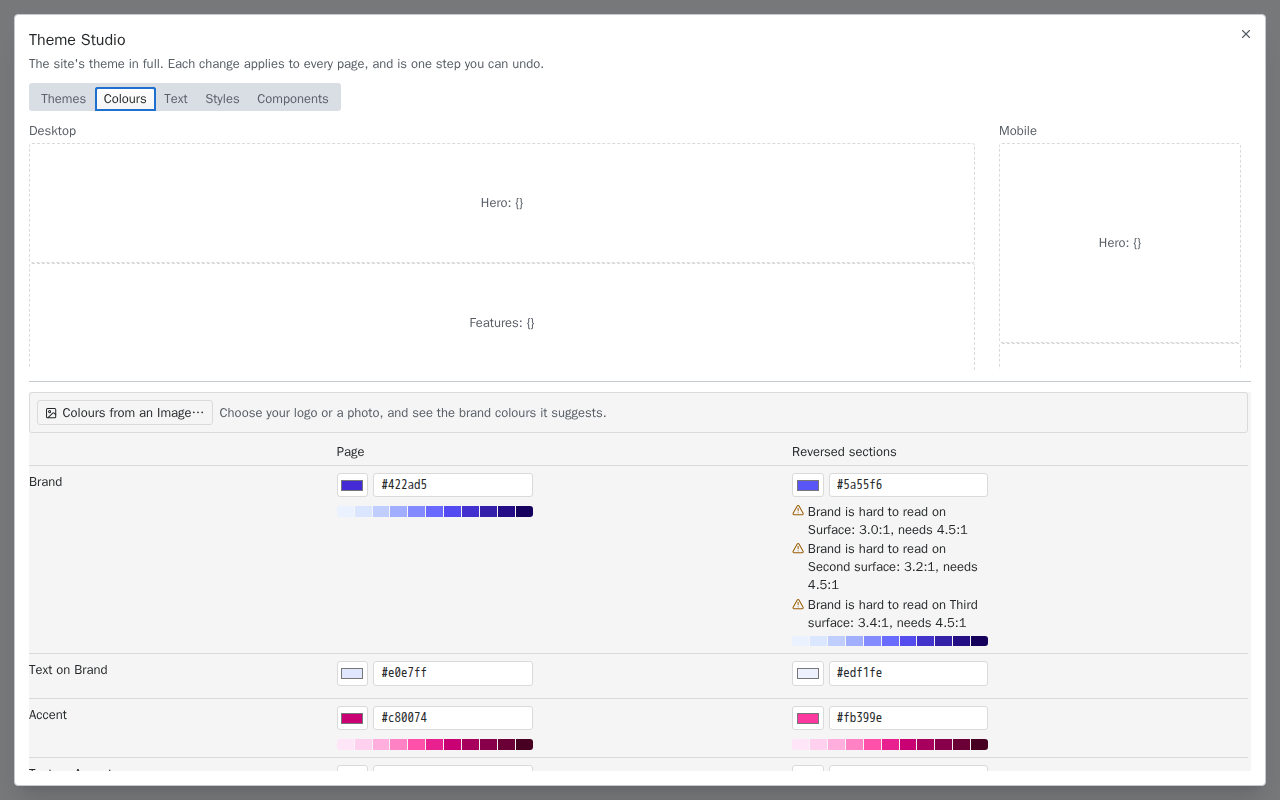 Theme Studio
The site's theme in full. Each change applies to every page, and is one step you can undo.
Themes Colours Text Styles Components
Desktop Mobile
Hero: {}
Hero: {}
Features: {}
Colours from an Image… Choose your logo or a photo, and see the brand colours it suggests.
Page Reversed sections
Brand #422ad5 #5a55f6
Brand is hard to read on
Surface: 3.0:1, needs 4.5:1
Brand is hard to read on
Second surface: 3.2:1, needs
4.5:1
Brand is hard to read on Third
surface: 3.4:1, needs 4.5:1
Text on Brand #e0e7ff #edf1fe
Accent #c80074 #fb399e